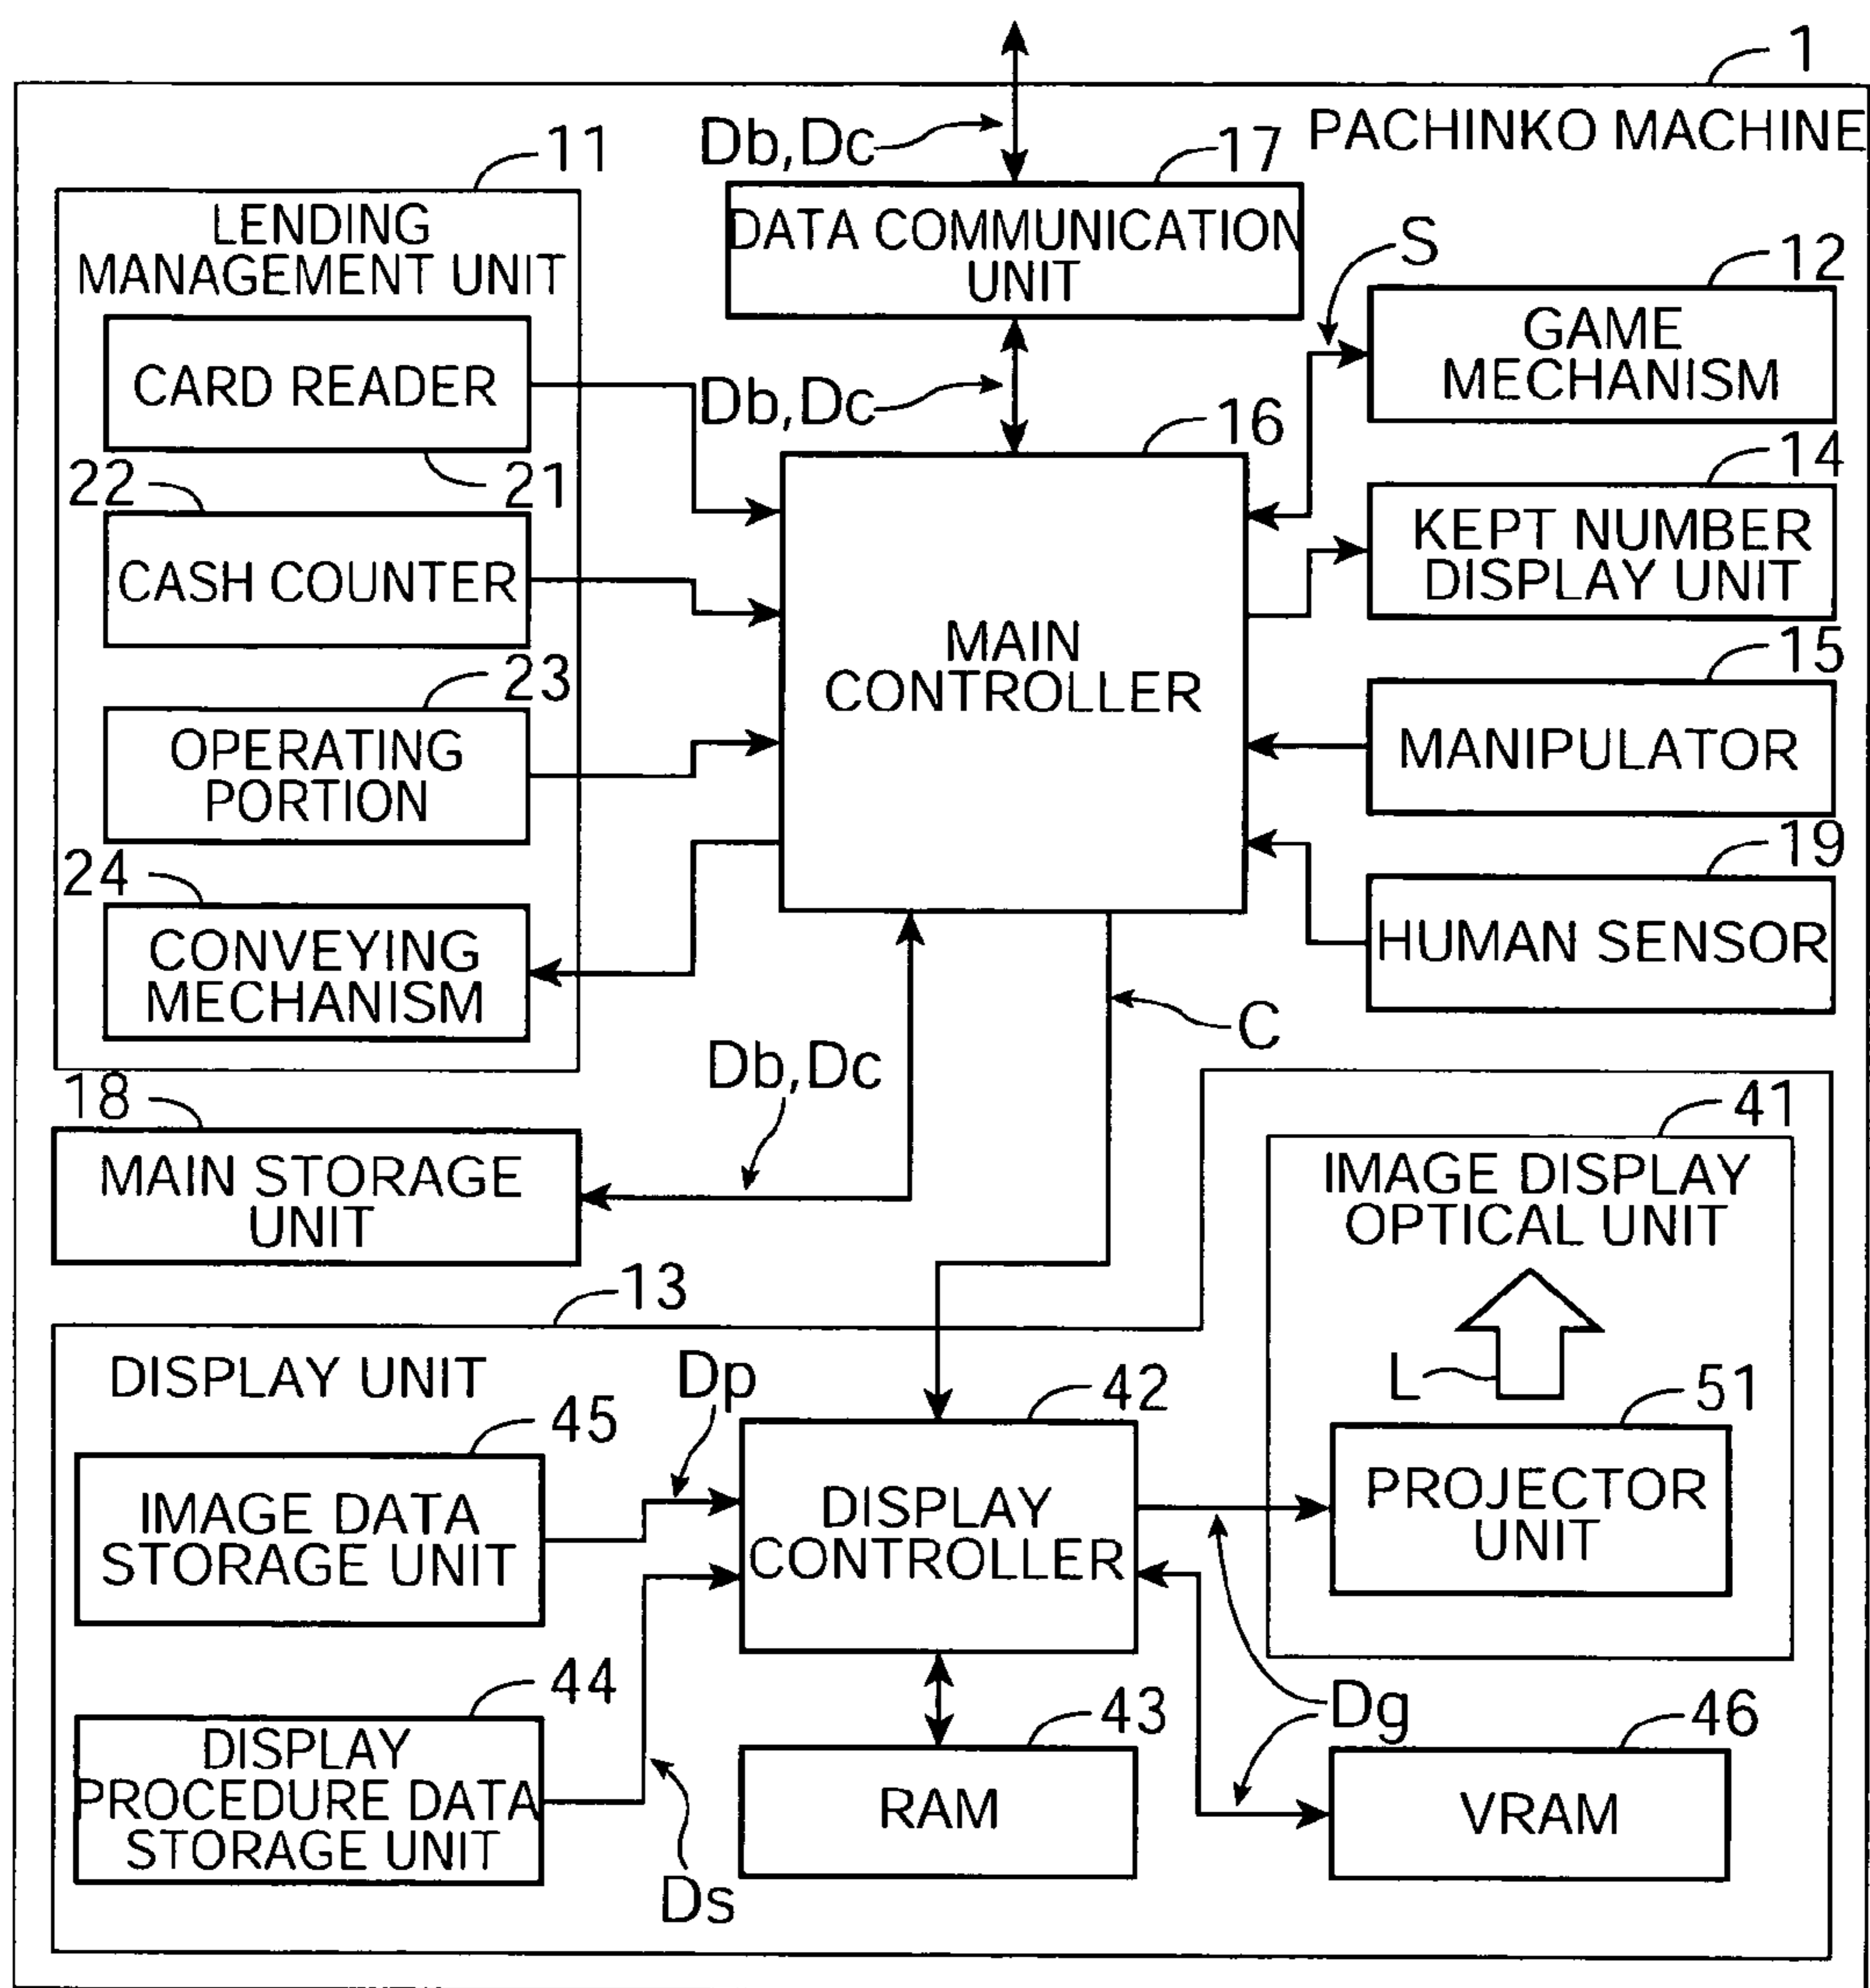 1
PACHINKO MACHINE
Db,Dc
17
DATA COMMUNICATION
UNIT
11
LENDING
MANAGEMENT UNIT
CARD READER
21
22
CASH COUNTER
23
OPERATING
PORTION
24
CONVEYING
MECHANISM
Db,Dc
16
MAIN
CONTROLLER
S
12
GAME
MECHANISM
14
KEPT NUMBER
DISPLAY UNIT
15
MANIPULATOR
19
HUMAN SENSOR
C
Db,Dc
18
MAIN STORAGE
UNIT
13
DISPLAY UNIT
41
IMAGE DISPLAY
OPTICAL UNIT
L
51
PROJECTOR
UNIT
45
IMAGE DATA
STORAGE UNIT
Dp
42
DISPLAY
CONTROLLER
44
DISPLAY
PROCEDURE DATA
STORAGE UNIT
Ds
43
RAM
Dg
46
VRAM